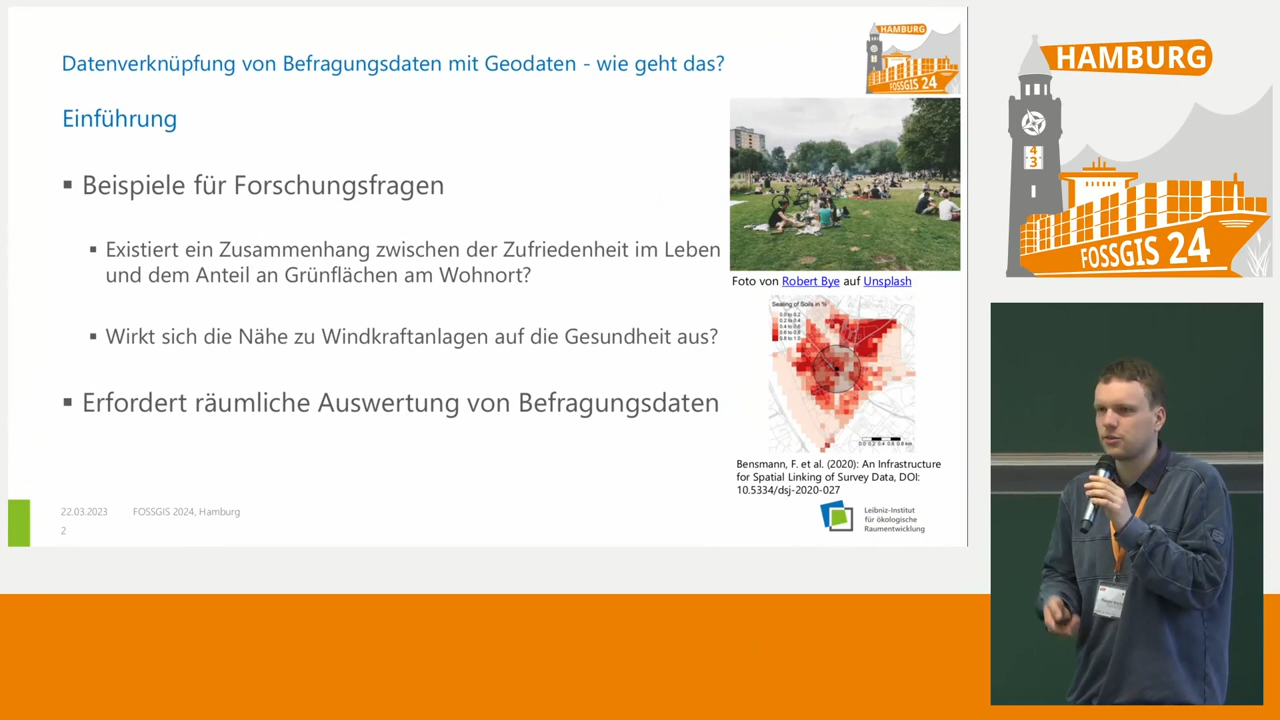 Datenverknüpfung von Befragungsdaten mit Geodaten - wie geht das?
HAMBURG
FOSSGIS 24
Einführung
▪ Beispiele für Forschungsfragen
▪ Existiert ein Zusammenhang zwischen der Zufriedenheit im Leben
und dem Anteil an Grünflächen am Wohnort?
▪ Wirkt sich die Nähe zu Windkraftanlagen auf die Gesundheit aus?
▪ Erfordert räumliche Auswertung von Befragungsdaten
Foto von Robert Bye auf Unsplash
Sealing of Soils in %
0.0 to 0.2
0.2 to 0.4
0.4 to 0.6
0.6 to 0.8
0.8 to 1.0
0.0 0.2 0.4 0.6 0.8 km
Bensmann, F. et al. (2020): An Infrastructure
for Spatial Linking of Survey Data, DOI:
10.5334/dsj-2020-027
22.03.2023 FOSSGIS 2024, Hamburg
2
Leibniz-Institut
für ökologische
Raumentwicklung
HAMBURG
4
3
FOSSGIS 24